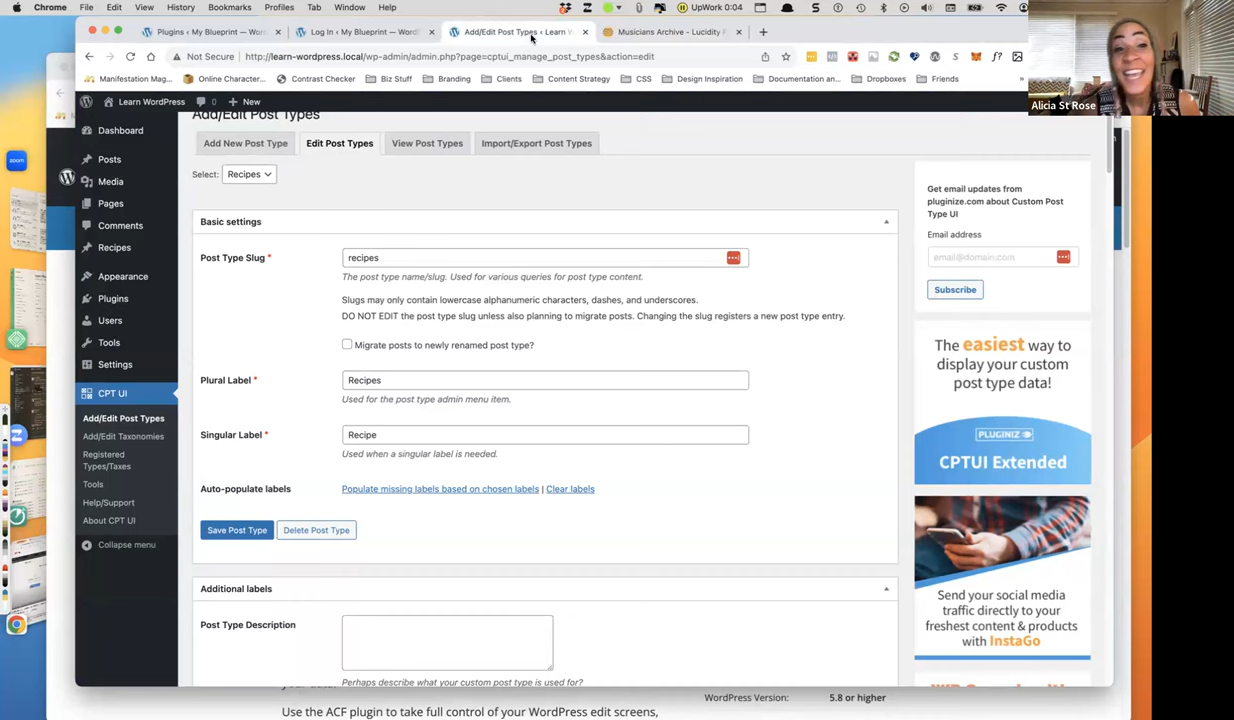 Chrome File Edit View History Bookmarks Profiles Tab Window Help
UpWork 0:04
Plugins ‹ My Blueprint — Wor
Log In ‹ My Blueprint — WordP
Add/Edit Post Types ‹ Learn W
Musicians Archive - Lucidity F
Not Secure http://learn-wordpress.local/wp-admin/admin.php?page=cptui_manage_post_types&action=edit
Manifestation Mag...
Online Character...
Contrast Checker
Biz Stuff
Branding
Clients
Content Strategy
CSS
Design Inspiration
Documentation an...
Dropboxes
Friends
Alicia St Rose
Learn WordPress 0 New
Add/Edit Post Types
Dashboard
Posts
Media
Pages
Comments
Recipes
Appearance
Plugins
Users
Tools
Settings
CPT UI
Add/Edit Post Types
Add/Edit Taxonomies
Registered
Types/Taxes
Tools
Help/Support
About CPT UI
Collapse menu
Add New Post Type
Edit Post Types
View Post Types
Import/Export Post Types
Select: Recipes
Basic settings
Post Type Slug *
recipes
The post type name/slug. Used for various queries for post type content.
Slugs may only contain lowercase alphanumeric characters, dashes, and underscores.
DO NOT EDIT the post type slug unless also planning to migrate posts. Changing the slug registers a new post type entry.
Migrate posts to newly renamed post type?
Plural Label *
Recipes
Used for the post type admin menu item.
Singular Label *
Recipe
Used when a singular label is needed.
Auto-populate labels
Populate missing labels based on chosen labels | Clear labels
Save Post Type
Delete Post Type
Additional labels
Post Type Description
Perhaps describe what your custom post type is used for?
Get email updates from
pluginize.com about Custom Post
Type UI
Email address
email@domain.com
Subscribe
The easiest way to
display your custom
post type data!
PLUGINIZ
CPTUI Extended
Send your social media
traffic directly to your
freshest content & products
with InstaGo
zoom
WordPress Version: 5.8 or higher
Use the ACF plugin to take full control of your WordPress edit screens,